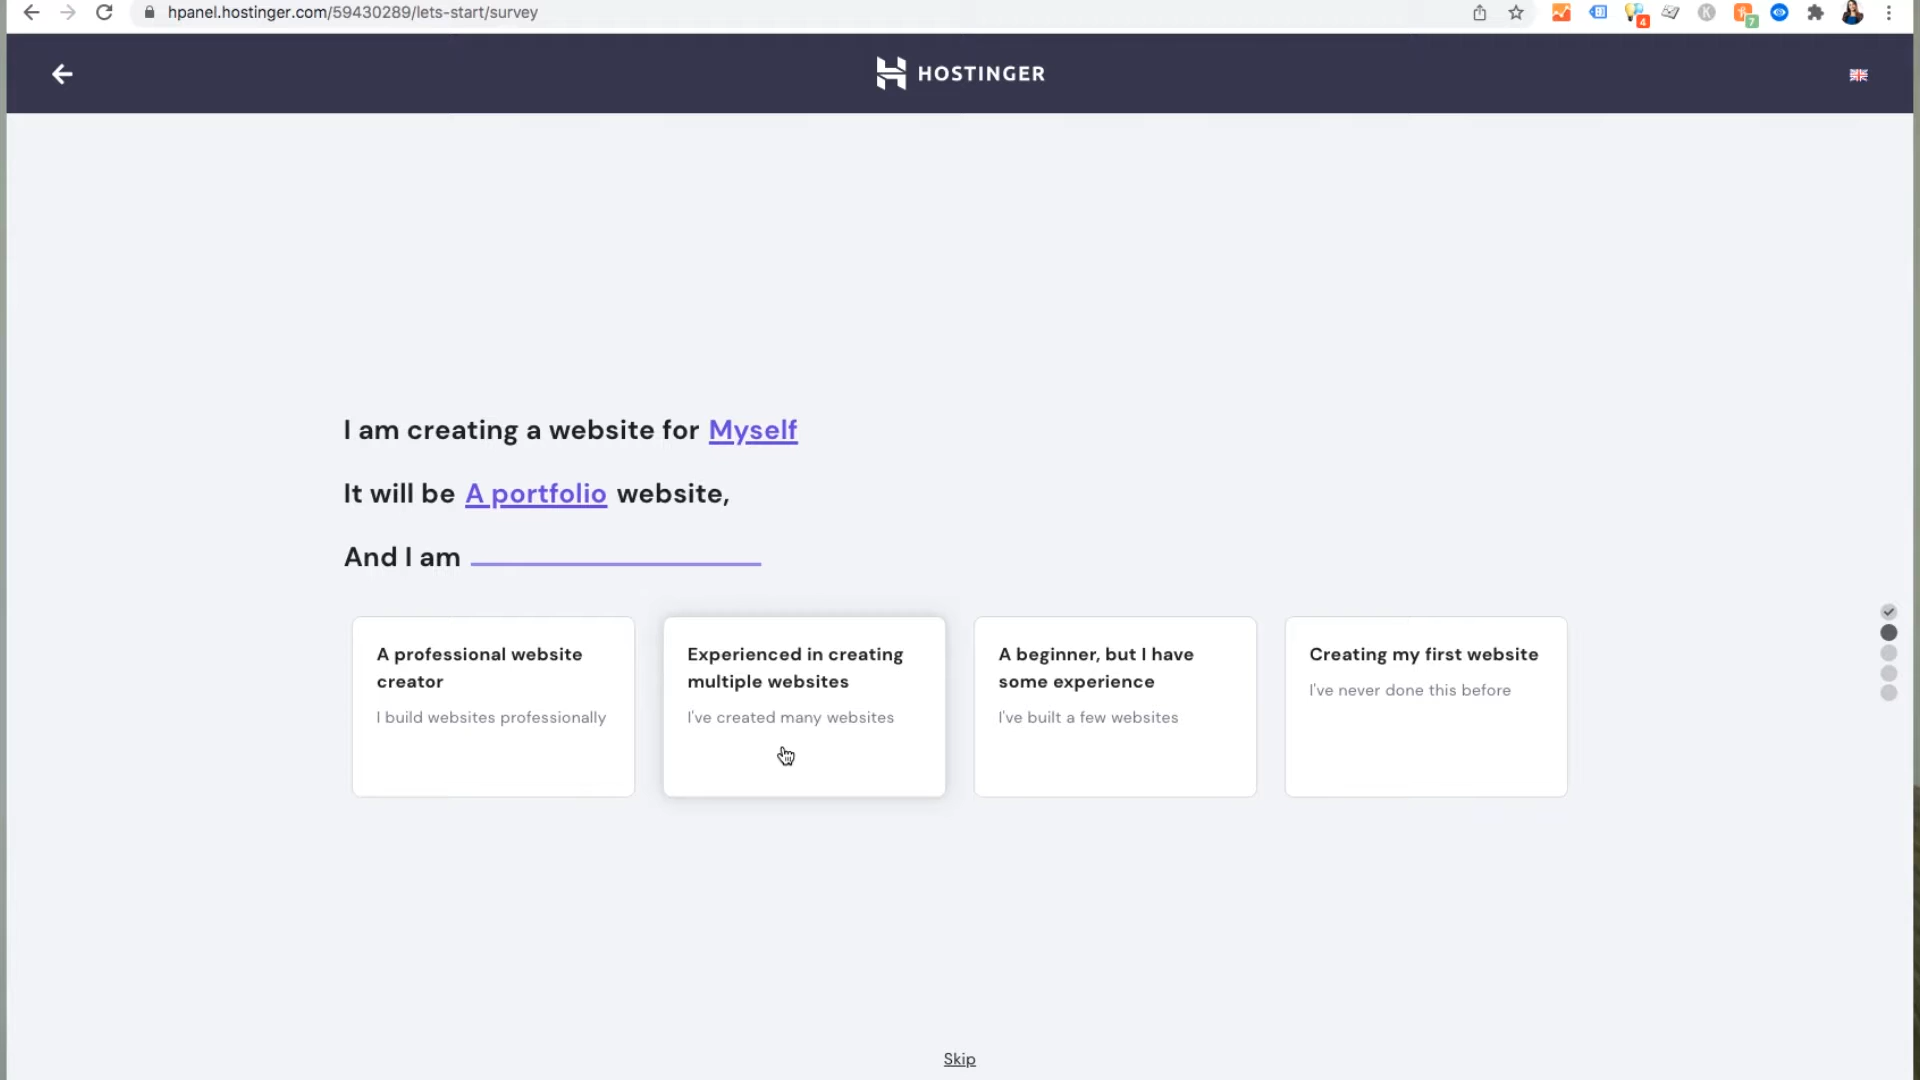 hpanel.hostinger.com/59430289/lets-start/survey
4
K
7
HOSTINGER
I am creating a website for Myself
It will be A portfolio website,
And I am
A professional website
creator
I build websites professionally
Experienced in creating
multiple websites
I've created many websites
A beginner, but I have
some experience
I've built a few websites
Creating my first website
I've never done this before
Skip